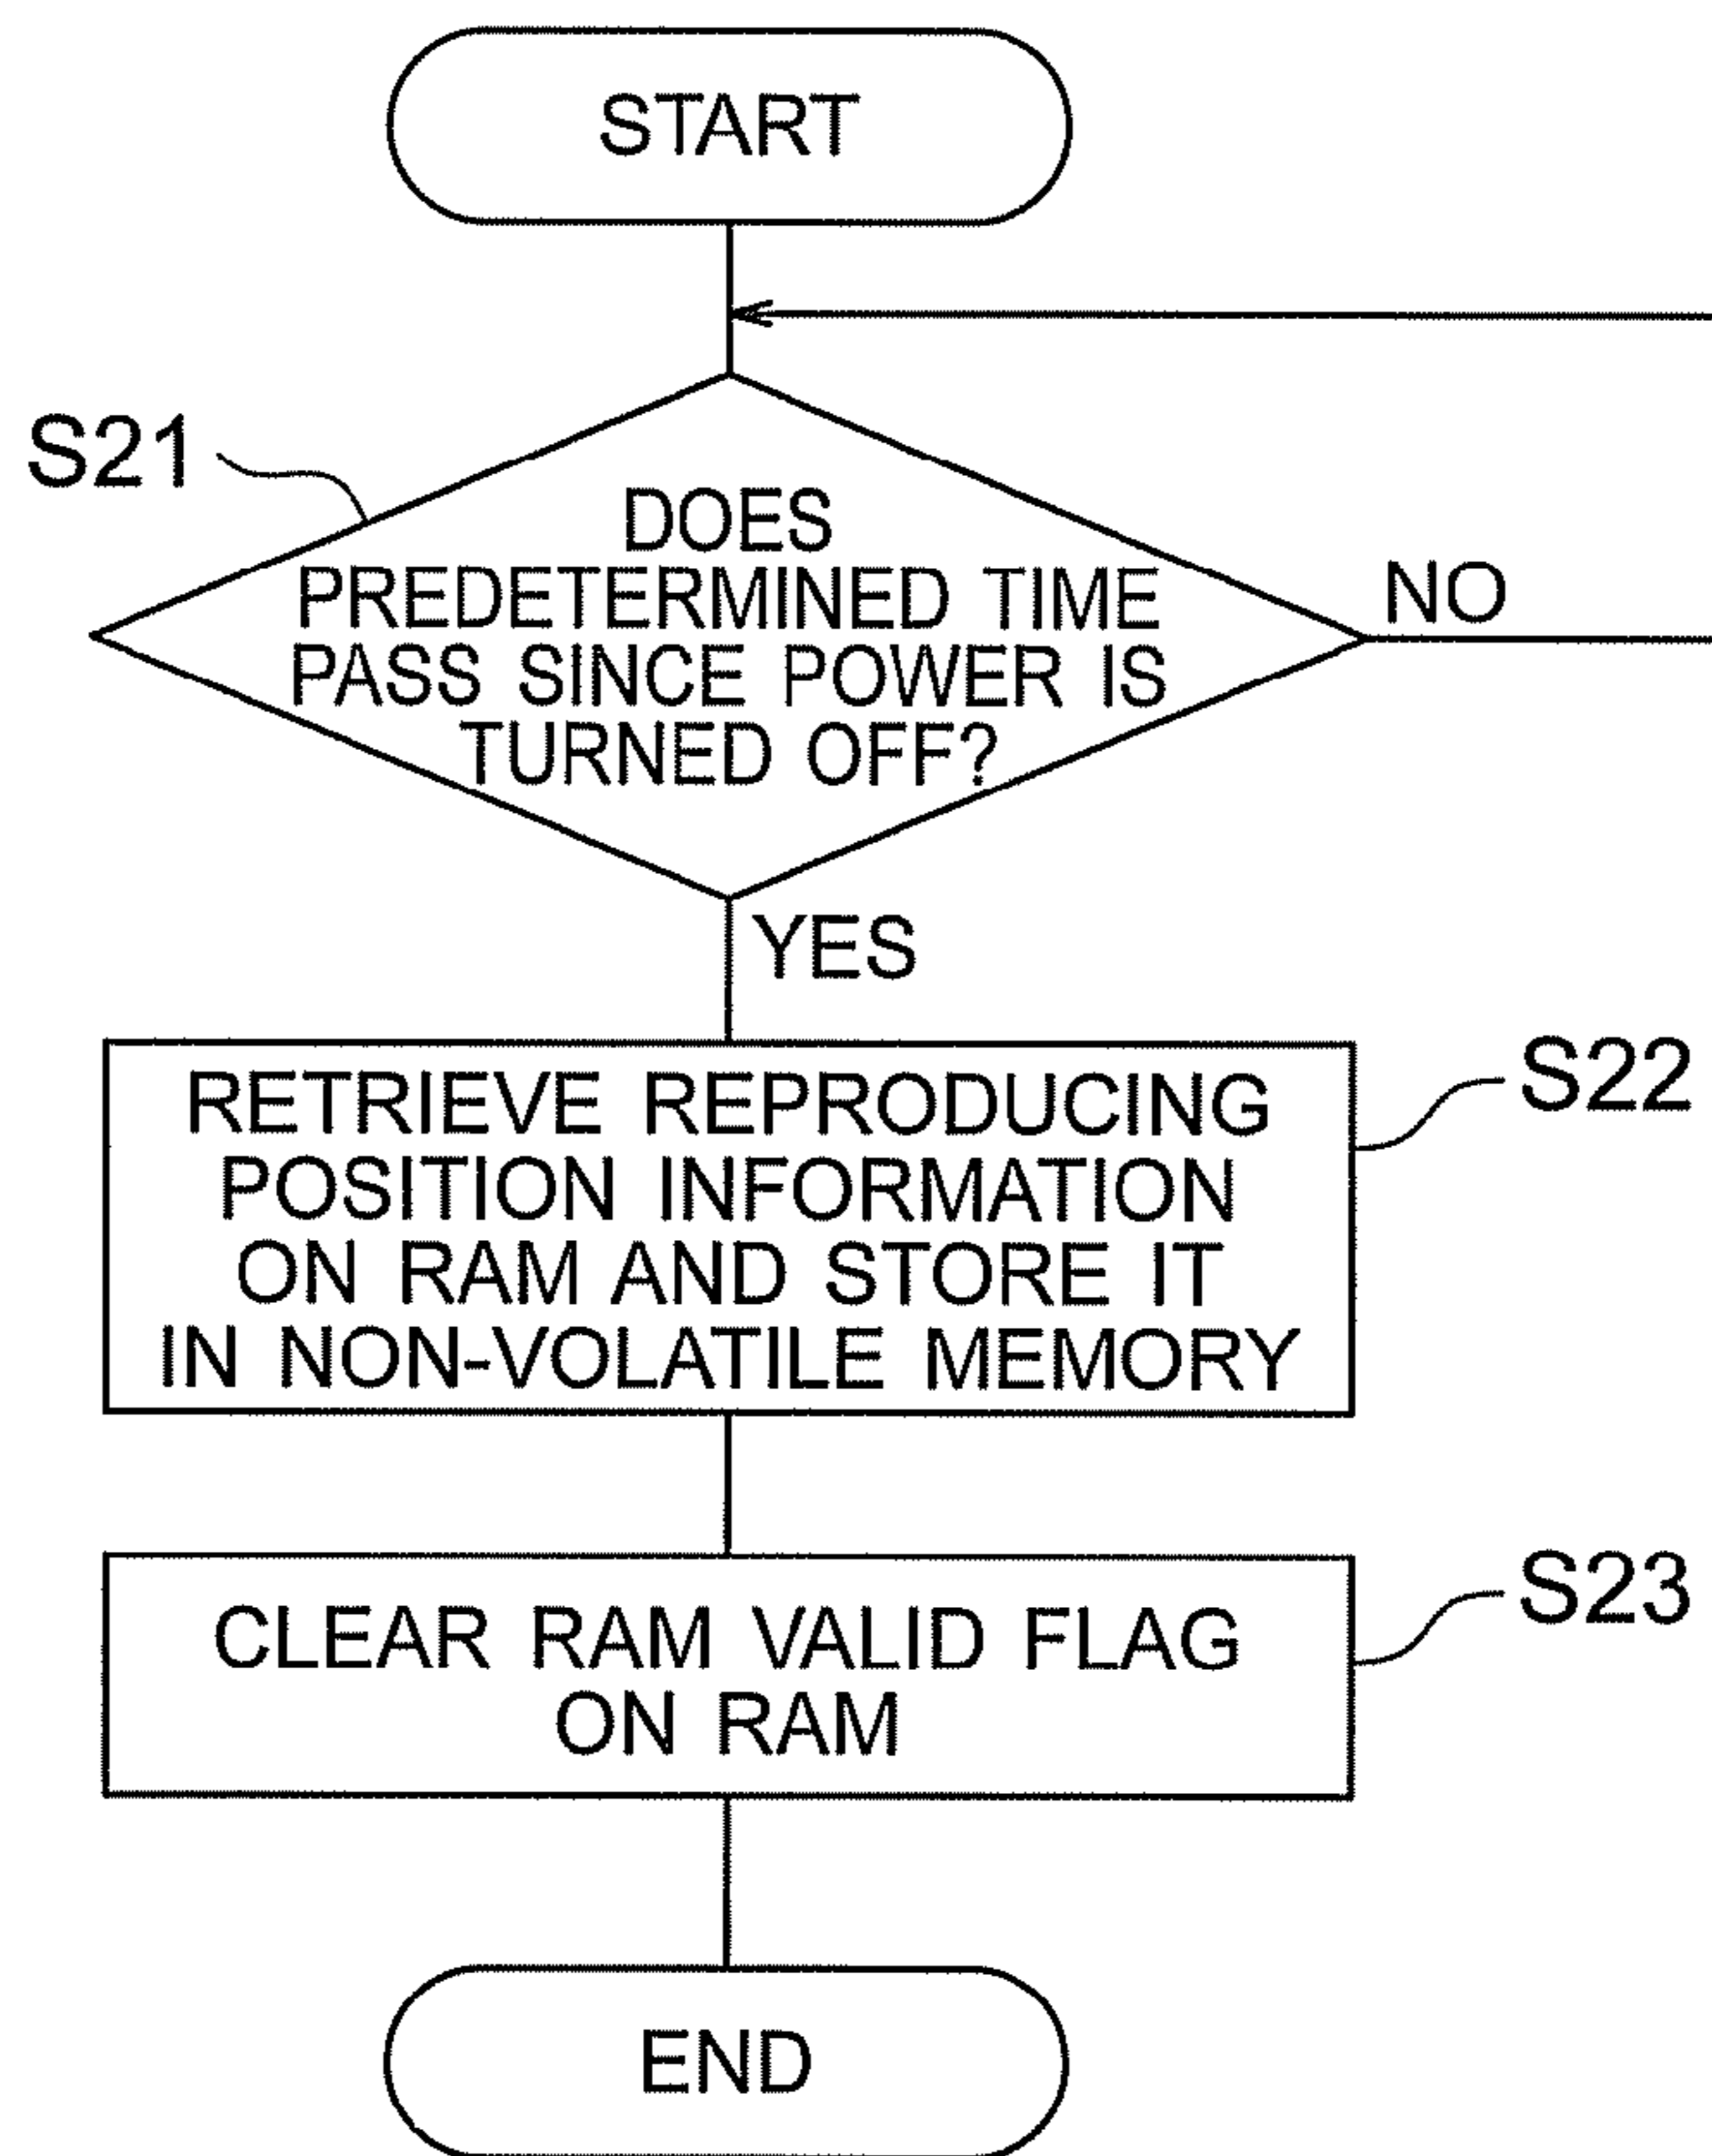 START
S21
DOES
PREDETERMINED TIME
PASS SINCE POWER IS
TURNED OFF?
NO
YES
RETRIEVE REPRODUCING
POSITION INFORMATION
ON RAM AND STORE IT
IN NON-VOLATILE MEMORY
S22
CLEAR RAM VALID FLAG
ON RAM
S23
END